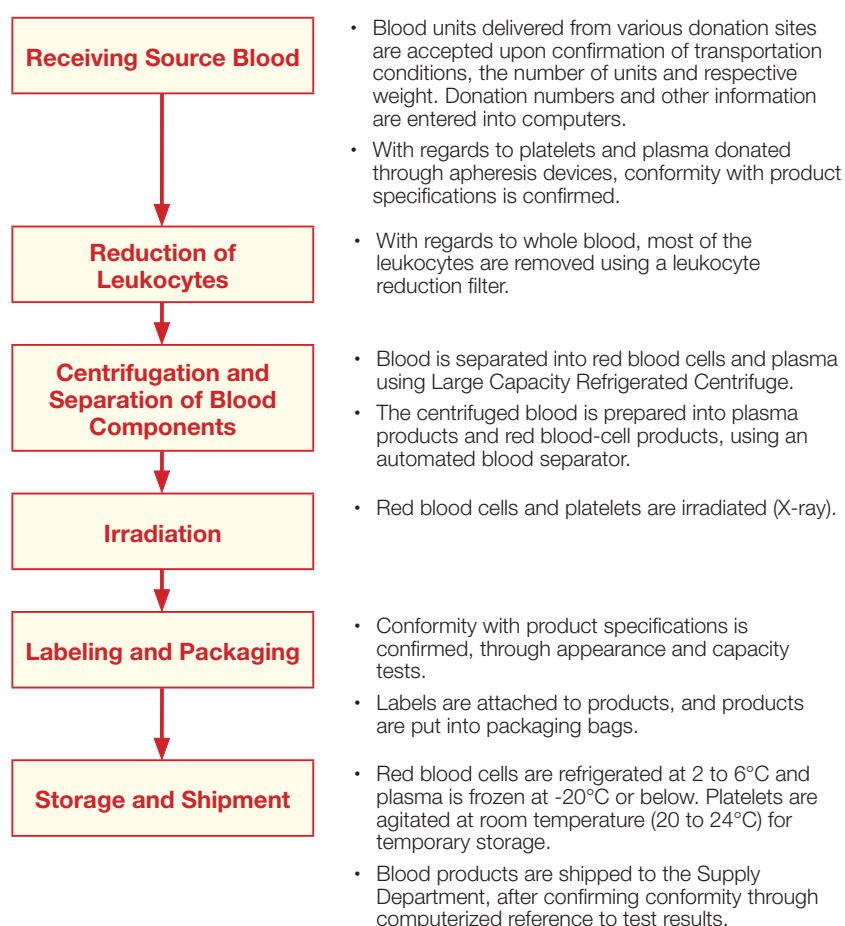 Receiving Source Blood
• Blood units delivered from various donation sites
are accepted upon confirmation of transportation
conditions, the number of units and respective
weight. Donation numbers and other information
are entered into computers.
• With regards to platelets and plasma donated
through apheresis devices, conformity with product
specifications is confirmed.
Reduction of
Leukocytes
• With regards to whole blood, most of the
leukocytes are removed using a leukocyte
reduction filter.
Centrifugation and
Separation of Blood
Components
• Blood is separated into red blood cells and plasma
using Large Capacity Refrigerated Centrifuge.
• The centrifuged blood is prepared into plasma
products and red blood-cell products, using an
automated blood separator.
Irradiation
• Red blood cells and platelets are irradiated (X-ray).
Labeling and Packaging
• Conformity with product specifications is
confirmed, through appearance and capacity
tests.
• Labels are attached to products, and products
are put into packaging bags.
Storage and Shipment
• Red blood cells are refrigerated at 2 to 6°C and
plasma is frozen at -20°C or below. Platelets are
agitated at room temperature (20 to 24°C) for
temporary storage.
• Blood products are shipped to the Supply
Department, after confirming conformity through
computerized reference to test results.